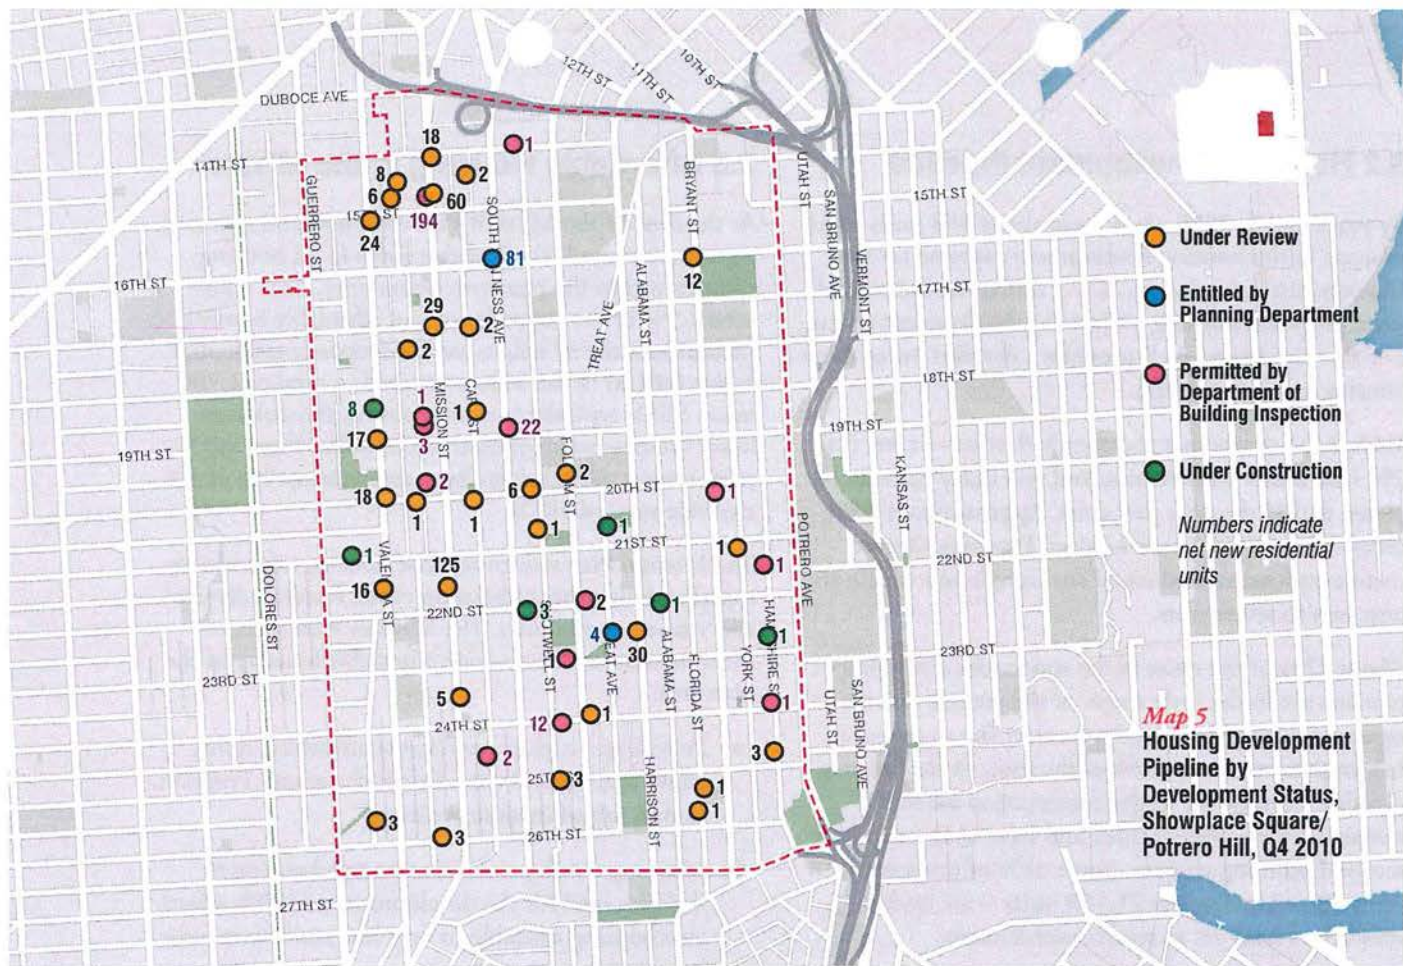 12TH ST
11TH ST
10TH ST
DUBOCE AVE
14TH ST
GUERRERO ST
18
1
8
2
6
60
15TH ST
194
24
SOUTH VAN NESS AVE
81
BRYANT ST
12
UTAH ST
SAN BRUNO AVE
VERMONT ST
15TH ST
16TH ST
17TH ST
29
2
2
TREAT AVE
ALABAMA ST
18TH ST
8
1
3
MISSION ST
1
22
17
19TH ST
19TH ST
FOLSOM ST
2
2
6
20TH ST
1
18
1
1
1
1
21ST ST
KANSAS ST
POTRERO AVE
1
1
22ND ST
1
VALENCIA ST
16
125
22ND ST
3
2
1
4
30
1
DOLORES ST
1
ALABAMA ST
FLORIDA ST
YORK ST
23RD ST
23RD ST
5
24TH ST
12
1
1
UTAH ST
SAN BRUNO AVE
2
3
25TH ST
3
HARRISON ST
1
1
3
3
26TH ST
27TH ST
Under Review
Entitled by
Planning Department
Permitted by
Department of
Building Inspection
Under Construction
Numbers indicate
net new residential
units
Map 5
Housing Development
Pipeline by
Development Status,
Showplace Square/
Potrero Hill, Q4 2010